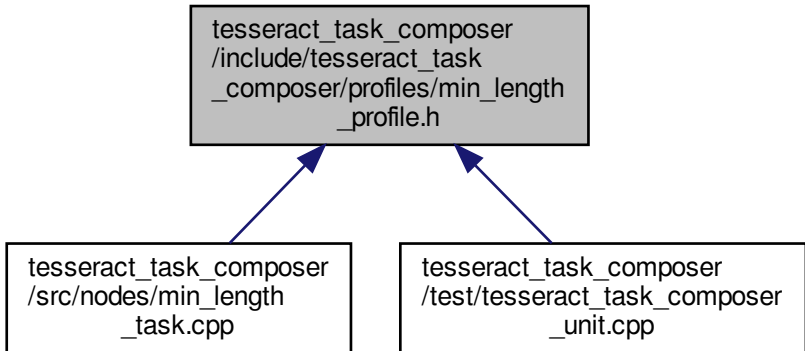 tesseract_task_composer
/include/tesseract_task
_composer/profiles/min_length
_profile.h
tesseract_task_composer
/src/nodes/min_length
_task.cpp
tesseract_task_composer
/test/tesseract_task_composer
_unit.cpp